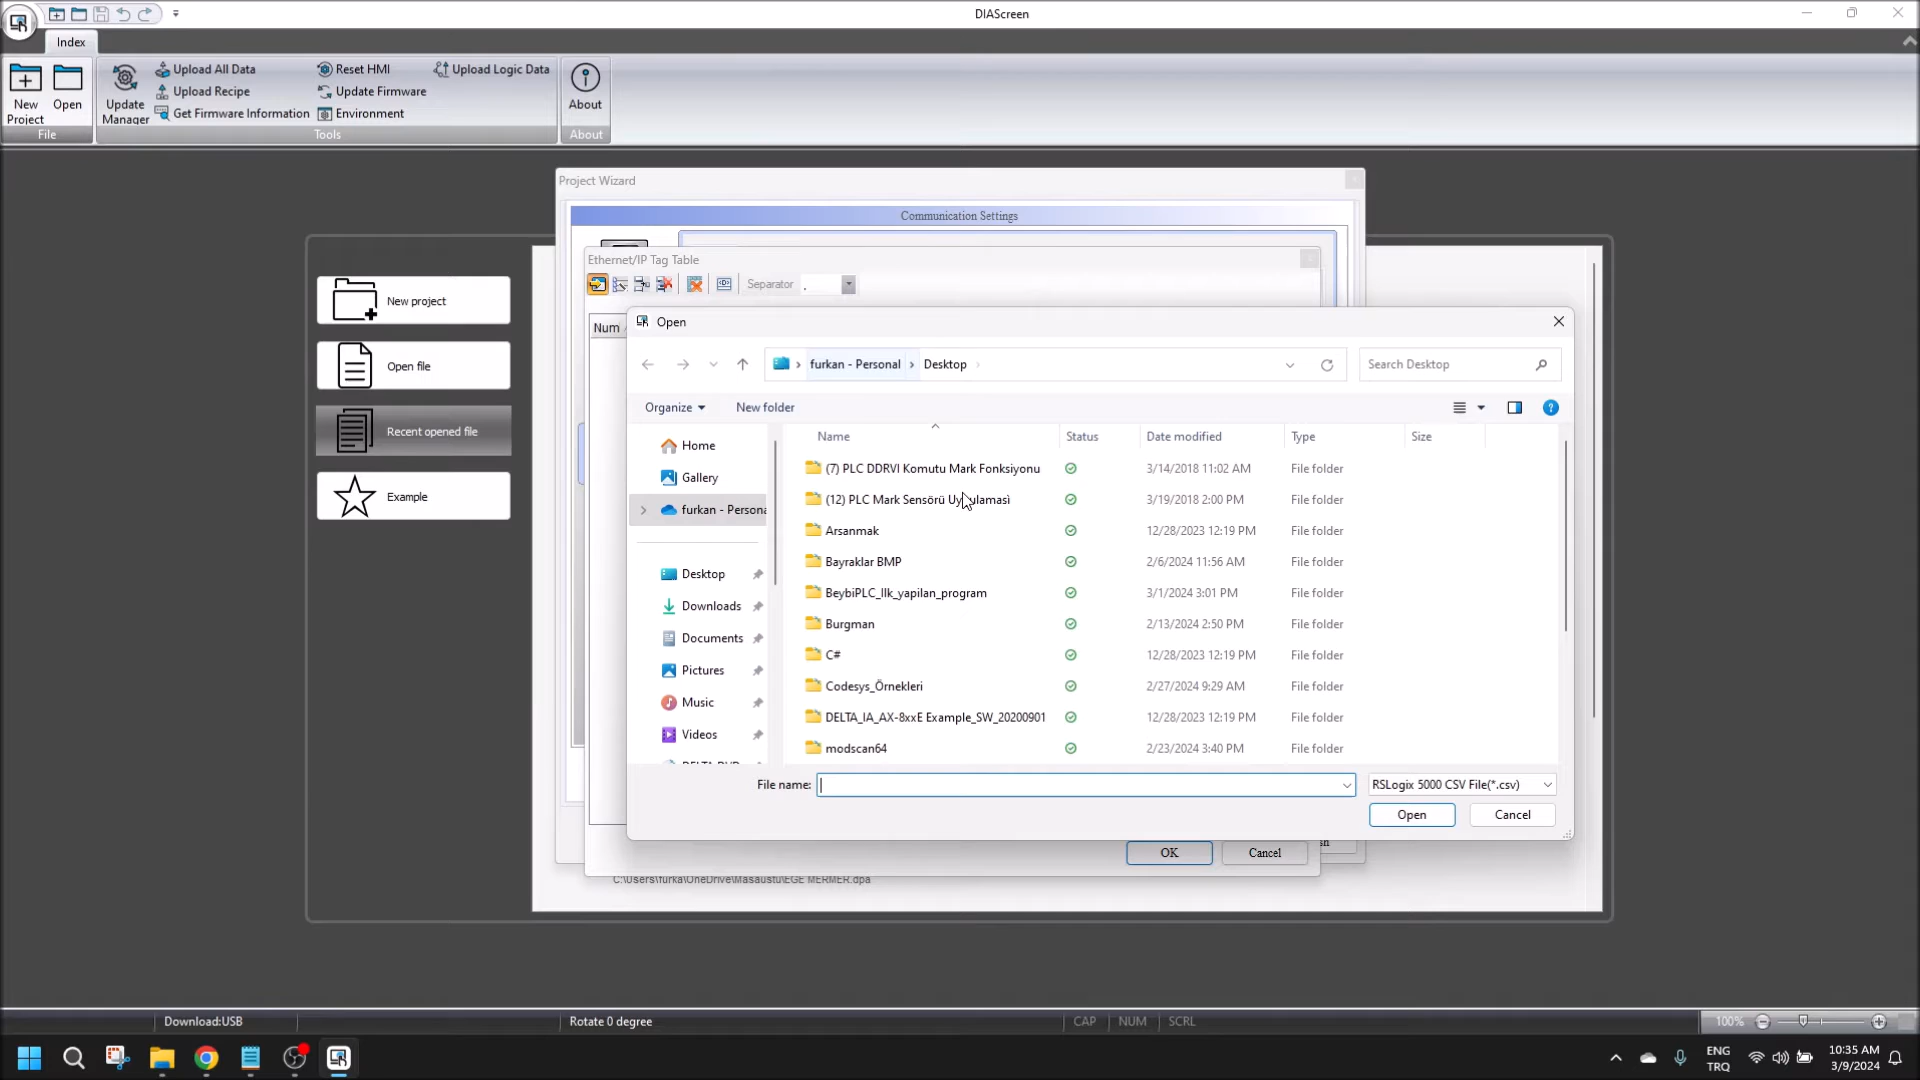 DIAScreen
Index
New Project
Open
File
Update Manager
Upload All Data
Upload Recipe
Get Firmware Information
Reset HMI
Update Firmware
Environment
Upload Logic Data
Tools
About
About
New project
Open file
Recent opened file
Example
Project Wizard
Communication Settings
Ethernet/IP Tag Table
Separator .
Num
Open
furkan - Personal > Desktop
Search Desktop
Organize
New folder
Home
Gallery
furkan - Persona
Desktop
Downloads
Documents
Pictures
Music
Videos
Name Status Date modified Type Size
(7) PLC DDRVI Komutu Mark Fonksiyonu 3/14/2018 11:02 AM File folder
(12) PLC Mark Sensörü Uygulaması 3/19/2018 2:00 PM File folder
Arsanmak 12/28/2023 12:19 PM File folder
Bayraklar BMP 2/6/2024 11:56 AM File folder
BeybiPLC_Ilk_yapilan_program 3/1/2024 3:01 PM File folder
Burgman 2/13/2024 2:50 PM File folder
C# 12/28/2023 12:19 PM File folder
Codesys_Örnekleri 2/27/2024 9:29 AM File folder
DELTA_IA_AX-8xxE Example_SW_20200901 12/28/2023 12:19 PM File folder
modscan64 2/23/2024 3:40 PM File folder
File name:
RSLogix 5000 CSV File(*.csv)
Open
Cancel
OK
Cancel
C:\Users\furka\OneDrive\Masaüstü\EGE MERMER.dpa
Download:USB
Rotate 0 degree
CAP NUM SCRL
100%
ENG
TRQ
10:35 AM
3/9/2024